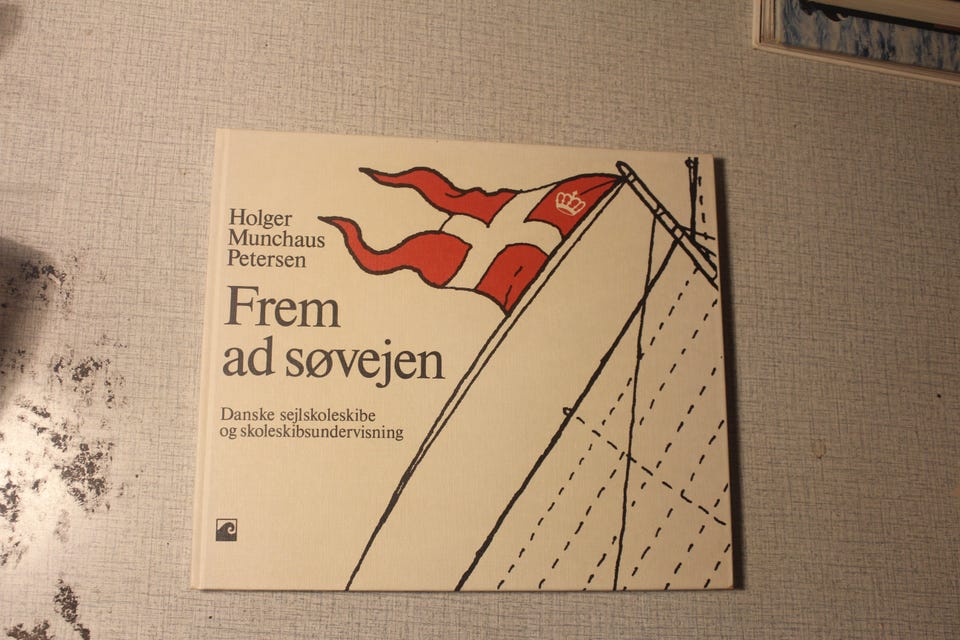 Holger
Munchaus
Petersen
Frem
ad søvejen
Danske sejlskoleskibe
og skoleskibsundervisning